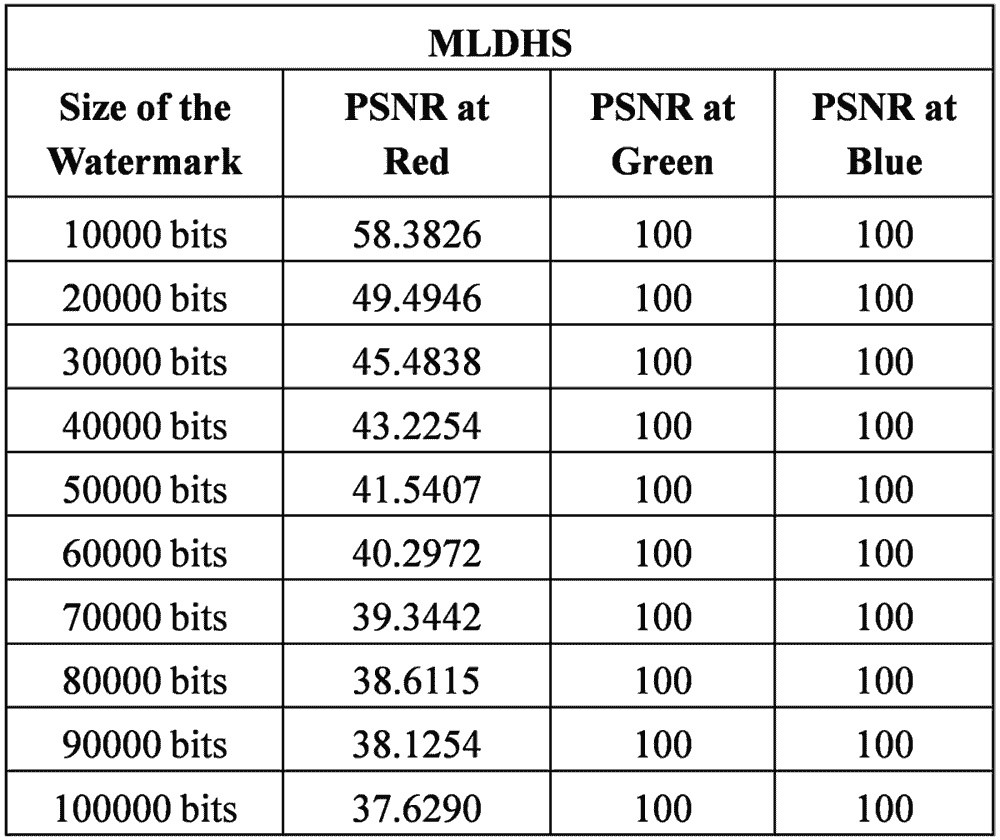 MLDHS
Size of the Watermark PSNR at Red PSNR at Green PSNR at Blue
10000 bits 58.3826 100 100
20000 bits 49.4946 100 100
30000 bits 45.4838 100 100
40000 bits 43.2254 100 100
50000 bits 41.5407 100 100
60000 bits 40.2972 100 100
70000 bits 39.3442 100 100
80000 bits 38.6115 100 100
90000 bits 38.1254 100 100
100000 bits 37.6290 100 100